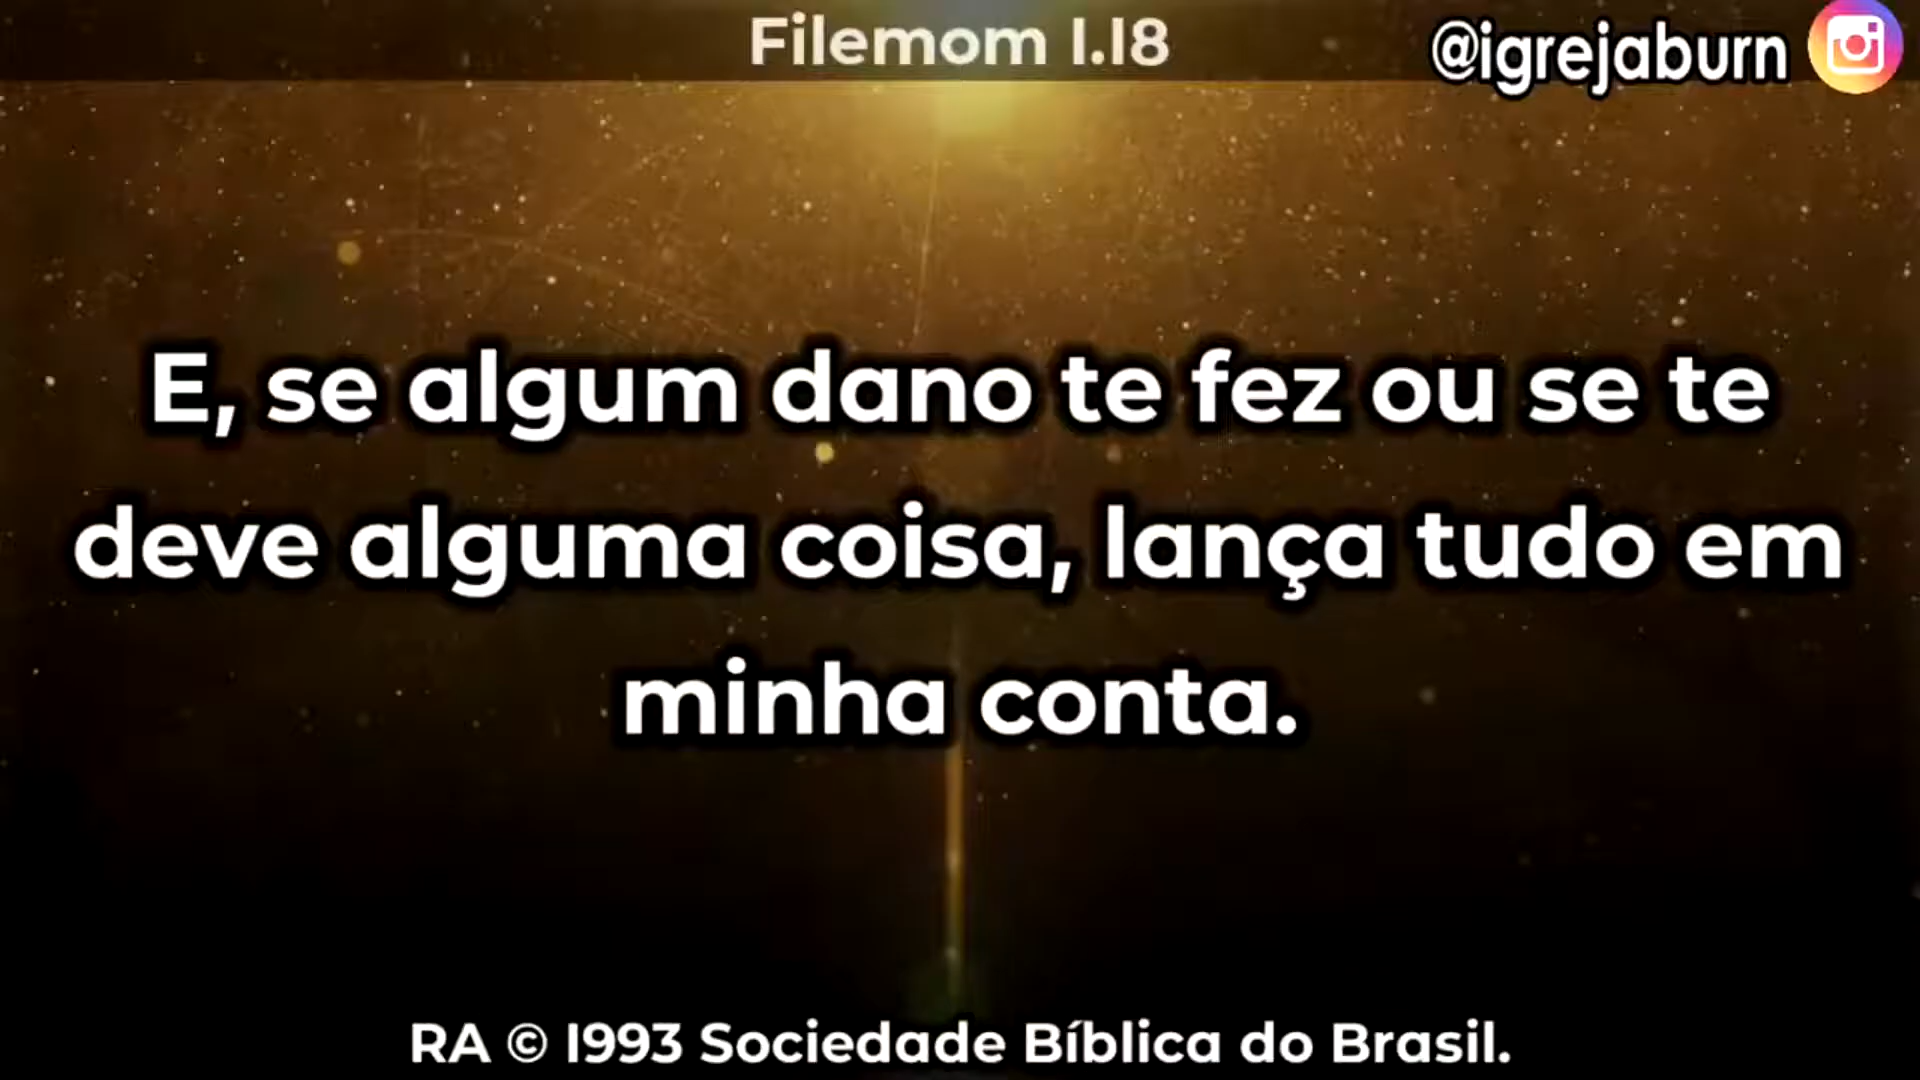 Filemom 1.18
@igrejaburn
E, se algum dano te fez ou se te
deve alguma coisa, lança tudo em
minha conta.
RA © 1993 Sociedade Bíblica do Brasil.